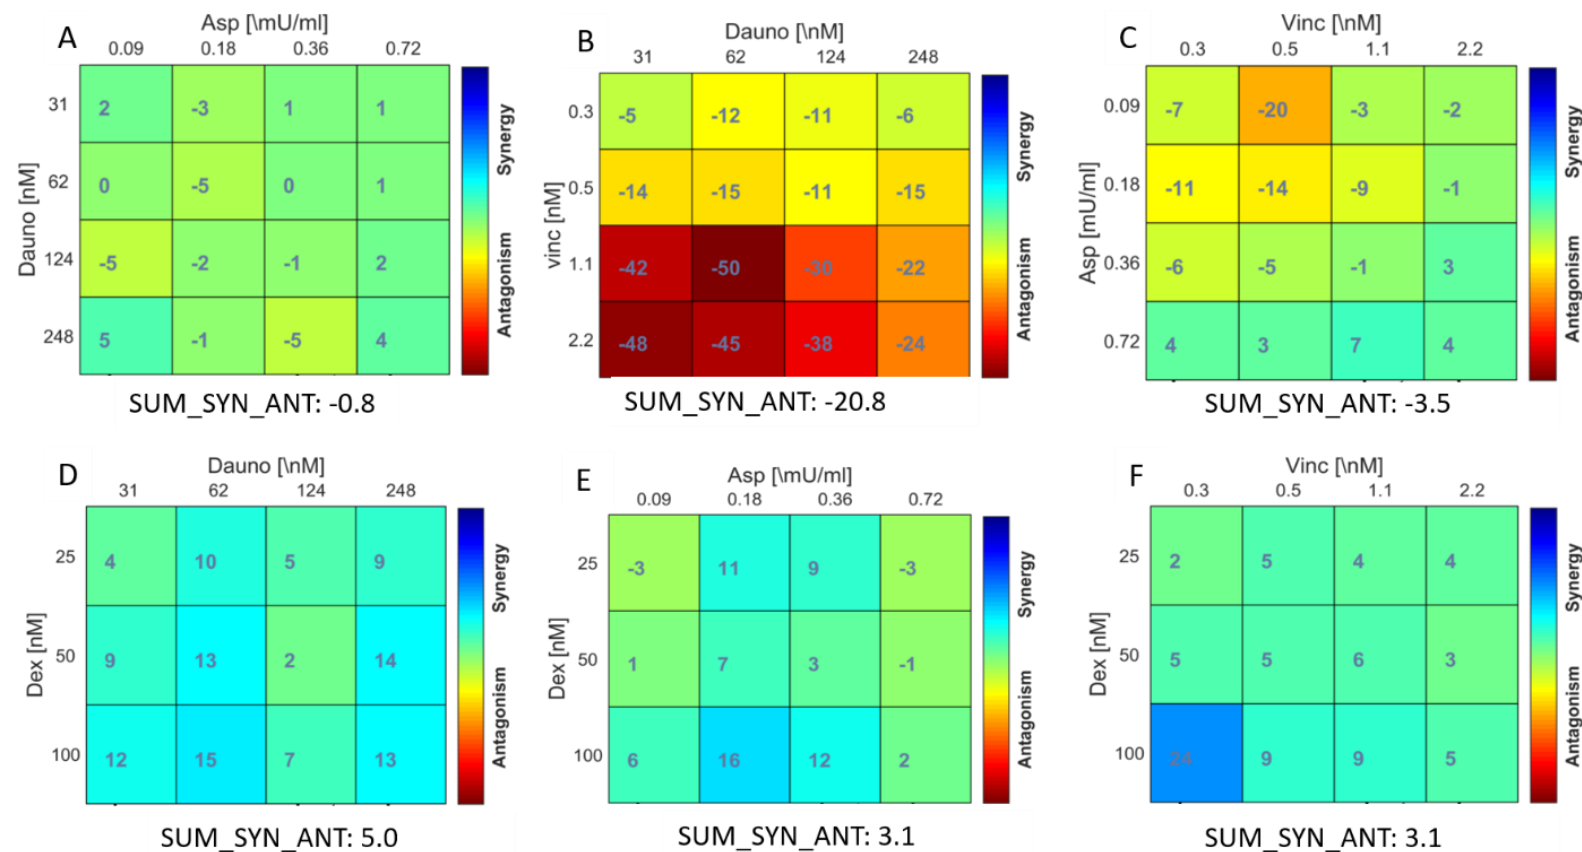 A
Asp [\mU/ml]
0.09 0.18 0.36 0.72
Dauno [nM]
31 2 -3 1 1
62 0 -5 0 1
124 -5 -2 -1 2
248 5 -1 -5 4
Synergy
Antagonism
SUM_SYN_ANT: -0.8
B
Dauno [\nM]
31 62 124 248
vinc [nM]
0.3 -5 -12 -11 -6
0.5 -14 -15 -11 -15
1.1 -42 -50 -30 -22
2.2 -48 -45 -38 -24
Synergy
Antagonism
SUM_SYN_ANT: -20.8
C
Vinc [\nM]
0.3 0.5 1.1 2.2
Asp [mU/ml]
0.09 -7 -20 -3 -2
0.18 -11 -14 -9 -1
0.36 -6 -5 -1 3
0.72 4 3 7 4
Synergy
Antagonism
SUM_SYN_ANT: -3.5
D
Dauno [\nM]
31 62 124 248
Dex [nM]
25 4 10 5 9
50 9 13 2 14
100 12 15 7 13
Synergy
Antagonism
SUM_SYN_ANT: 5.0
E
Asp [\mU/ml]
0.09 0.18 0.36 0.72
Dex [nM]
25 -3 11 9 -3
50 1 7 3 -1
100 6 16 12 2
Synergy
Antagonism
SUM_SYN_ANT: 3.1
F
Vinc [\nM]
0.3 0.5 1.1 2.2
Dex [nM]
25 2 5 4 4
50 5 5 6 3
100 24 9 9 5
Synergy
Antagonism
SUM_SYN_ANT: 3.1